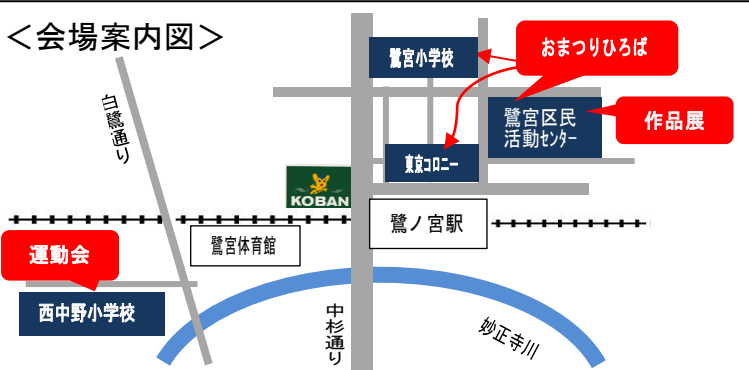 ＜会場案内図＞
鷺宮小学校
おまつりひろば
白鷺通り
鷺宮区民
活動ｾﾝﾀｰ
作品展
東京ｺﾛﾆｰ
KOBAN
鷺ノ宮駅
鷺宮体育館
運動会
西中野小学校
中杉通り
妙正寺川